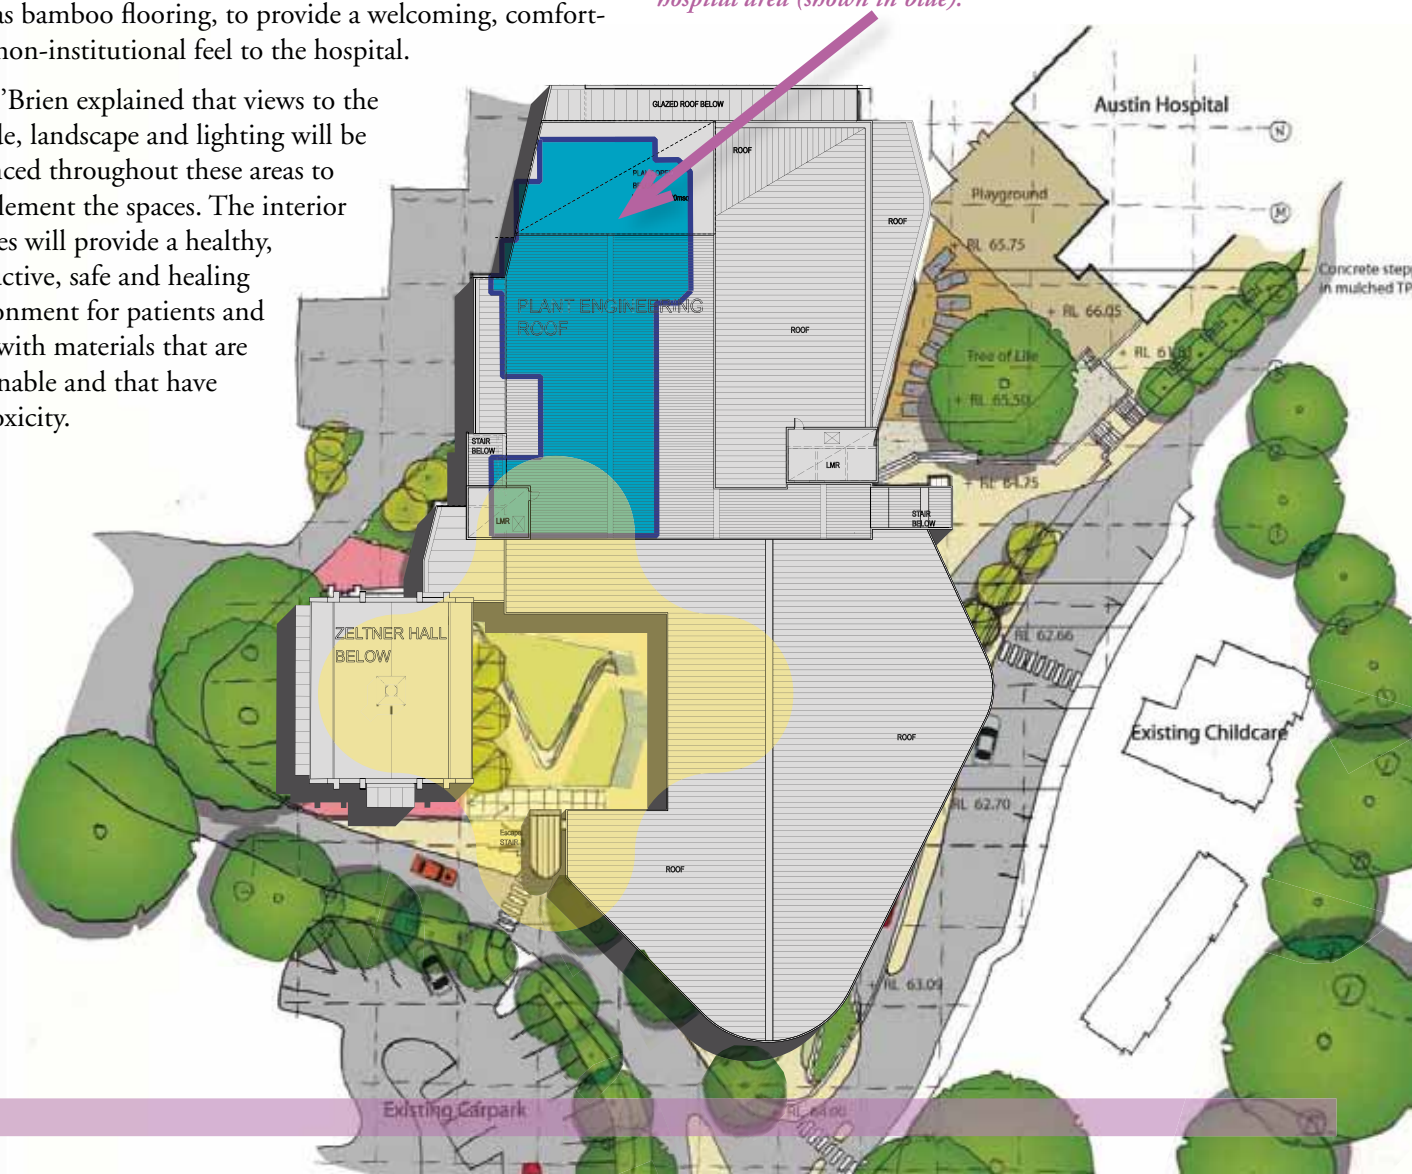 hospital area (shown in blue).
as bamboo flooring, to provide a welcoming, comfort-
non-institutional feel to the hospital.
’Brien explained that views to the
le, landscape and lighting will be
nced throughout these areas to
lement the spaces. The interior
es will provide a healthy,
active, safe and healing
onment for patients and
with materials that are
nable and that have
oxicity.
GLAZED ROOF BELOW
Austin Hospital
N
ROOF
Playground
M
ROOF
+ RL 65.75
Concrete step
in mulched TP
PLANT ENGINEERING
ROOF
+ RL 66.05
ROOF
+ RL
Tree of Life
+ RL 65.50
STAIR
BELOW
LMR
+ RL 64.75
LMR
STAIR
BELOW
ZELTNER HALL
BELOW
RL 62.66
ROOF
Existing Childcare
RL 62.70
Escape
STAIR
ROOF
+ RL 63.09
Existing Carpark
RL 64.00